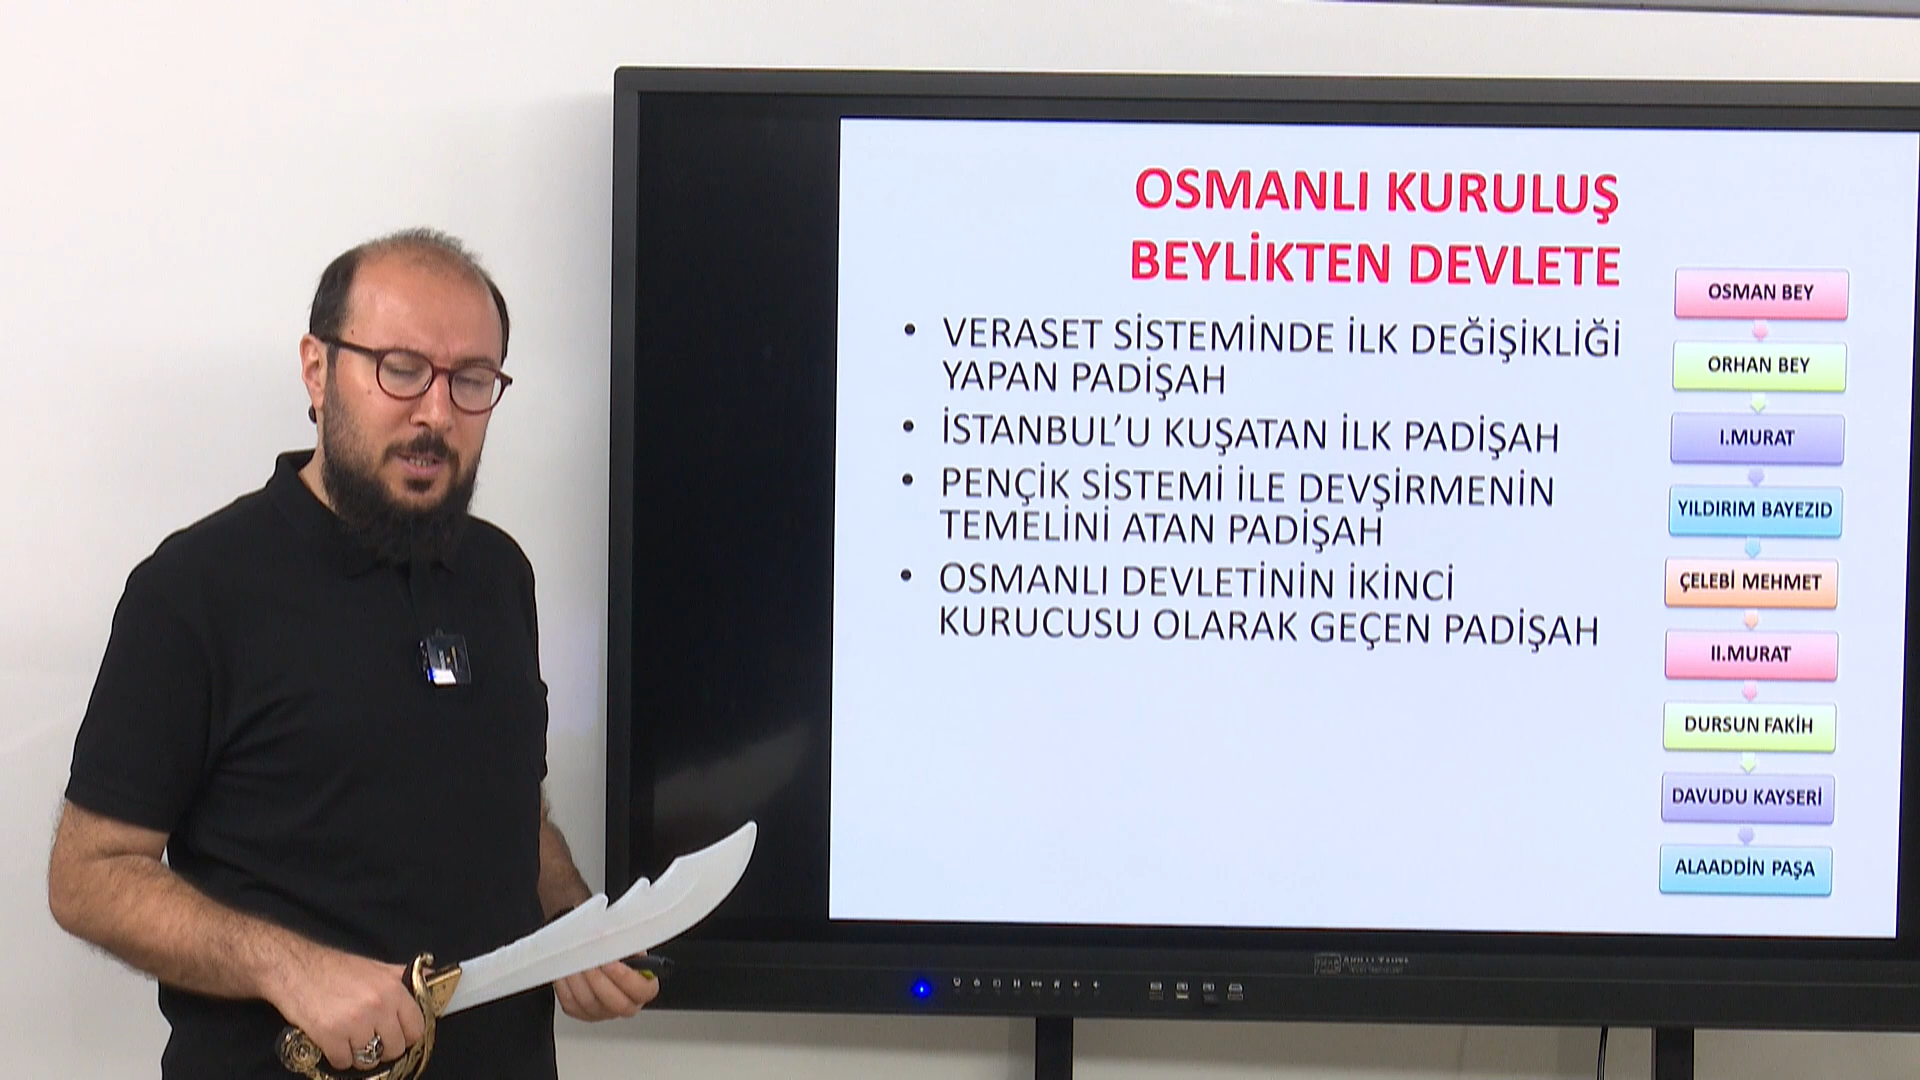 OSMANLI KURULUŞ
BEYLİKTEN DEVLETE
• VERASET SİSTEMİNDE İLK DEĞİŞİKLİĞİ
YAPAN PADİŞAH
• İSTANBUL'U KUŞATAN İLK PADİŞAH
• PENÇİK SİSTEMİ İLE DEVŞİRMENİN
TEMELİNİ ATAN PADİŞAH
• OSMANLI DEVLETİNİN İKİNCİ
KURUCUSU OLARAK GEÇEN PADİŞAH
OSMAN BEY
ORHAN BEY
I.MURAT
YILDIRIM BAYEZID
ÇELEBİ MEHMET
II.MURAT
DURSUN FAKİH
DAVUDU KAYSERİ
ALAADDİN PAŞA